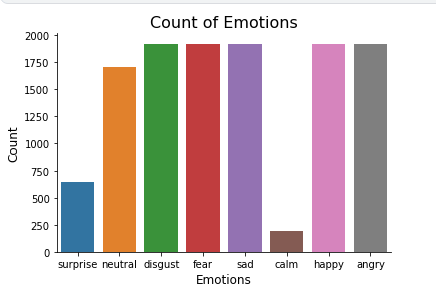 Count of Emotions
2000
1750
1500
1250
1000
750
500
250
0
Count
surprise neutral disgust fear sad calm happy angry
Emotions